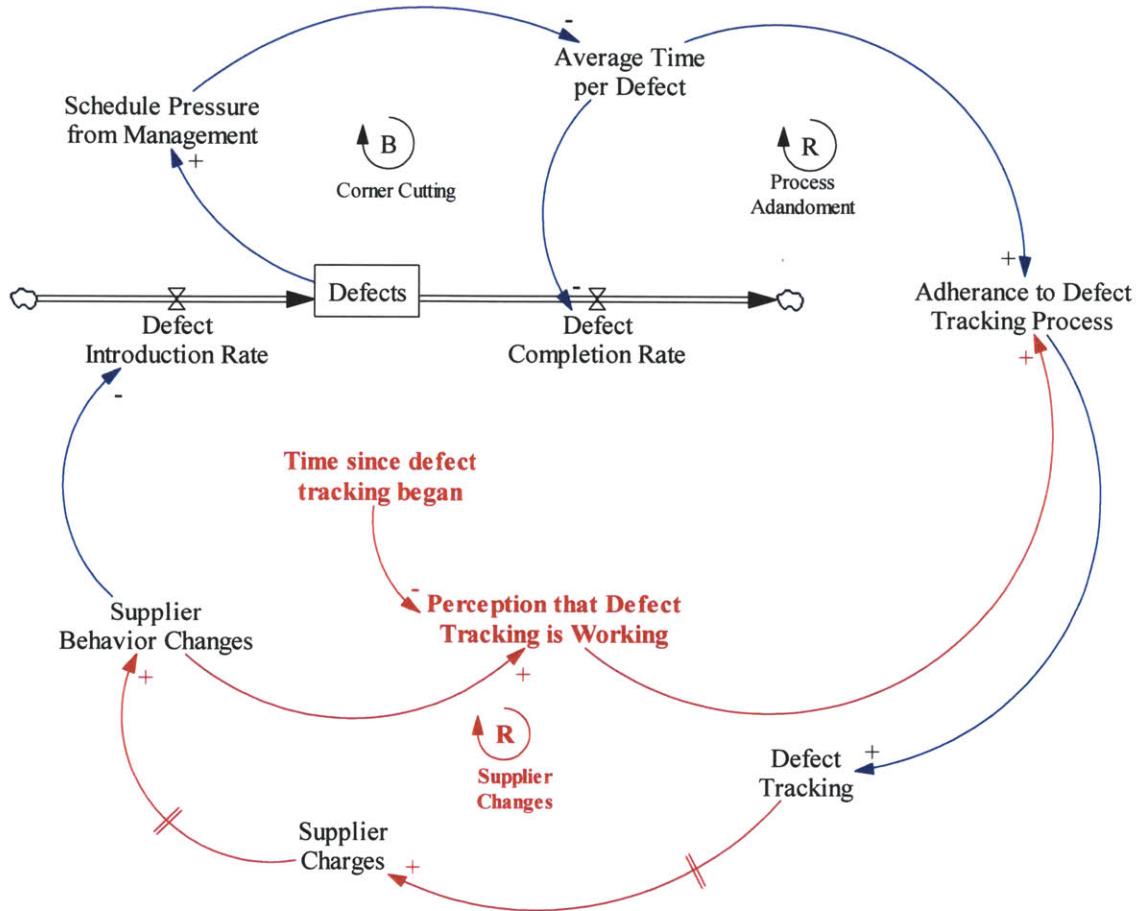 -
Average Time
per Defect
Schedule Pressure
from Management
+
B
Corner Cutting
R
Process
Adandoment
+
Defects
-
Adherance to Defect
Tracking Process
+
Defect
Introduction Rate
-
Defect
Completion Rate
Time since defect
tracking began
-
Perception that Defect
Tracking is Working
+
Supplier
Behavior Changes
+
R
Supplier
Changes
+
Defect
Tracking
Supplier
Charges
+